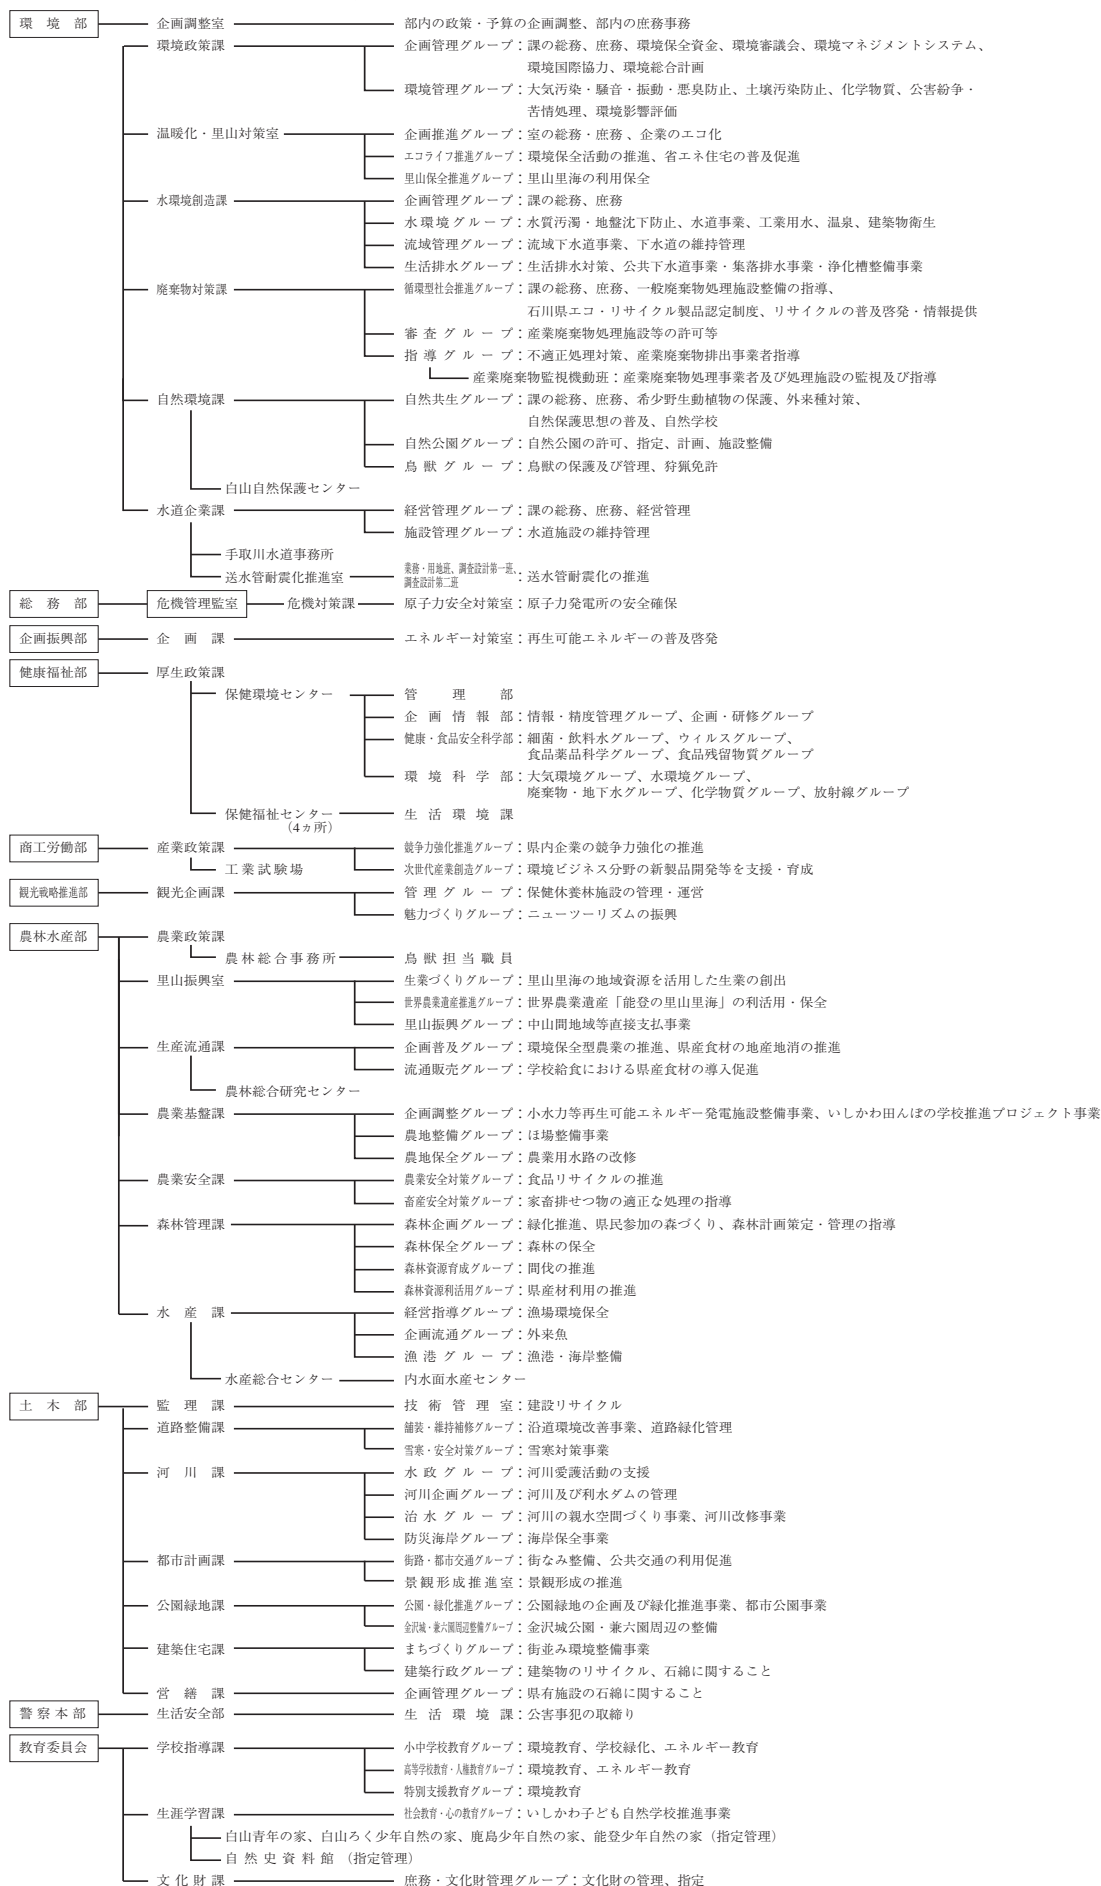 環境部 企画調整室 部内の政策・予算の企画調整、部内の庶務事務
環境政策課 企画管理グループ：課の総務、庶務、環境保全資金、環境審議会、環境マネジメントシステム、
環境国際協力、環境総合計画
環境管理グループ：大気汚染・騒音・振動・悪臭防止、土壌汚染防止、化学物質、公害紛争・
苦情処理、環境影響評価
温暖化・里山対策室 企画推進グループ：室の総務・庶務 、企業のエコ化
エコライフ推進グループ：環境保全活動の推進、省エネ住宅の普及促進
里山保全推進グループ：里山里海の利用保全
水環境創造課 企画管理グループ：課の総務、庶務
水環境グループ：水質汚濁・地盤沈下防止、水道事業、工業用水、温泉、建築物衛生
流域管理グループ：流域下水道事業、下水道の維持管理
生活排水グループ：生活排水対策、公共下水道事業・集落排水事業・浄化槽整備事業
廃棄物対策課 循環型社会推進グループ：課の総務、庶務、一般廃棄物処理施設整備の指導、
石川県エコ・リサイクル製品認定制度、リサイクルの普及啓発・情報提供
審査グループ：産業廃棄物処理施設等の許可等
指導グループ：不適正処理対策、産業廃棄物排出事業者指導
産業廃棄物監視機動班：産業廃棄物処理事業者及び処理施設の監視及び指導
自然環境課 自然共生グループ：課の総務、庶務、希少野生動植物の保護、外来種対策、
自然保護思想の普及、自然学校
自然公園グループ：自然公園の許可、指定、計画、施設整備
鳥獣グループ：鳥獣の保護及び管理、狩猟免許
白山自然保護センター
水道企業課 経営管理グループ：課の総務、庶務、経営管理
施設管理グループ：水道施設の維持管理
手取川水道事務所
送水管耐震化推進室 業務・用地班、調査設計第一班、調査設計第二班：送水管耐震化の推進
総務部 危機管理監室 危機対策課 原子力安全対策室：原子力発電所の安全確保
企画振興部 企画課 エネルギー対策室：再生可能エネルギーの普及啓発
健康福祉部 厚生政策課
保健環境センター 管理部
企画情報部：情報・精度管理グループ、企画・研修グループ
健康・食品安全科学部：細菌・飲料水グループ、ウィルスグループ、
食品薬品科学グループ、食品残留物質グループ
環境科学部：大気環境グループ、水環境グループ、
廃棄物・地下水グループ、化学物質グループ、放射線グループ
保健福祉センター 生活環境課
（4ヵ所）
商工労働部 産業政策課 競争力強化推進グループ：県内企業の競争力強化の推進
工業試験場 次世代産業創造グループ：環境ビジネス分野の新製品開発等を支援・育成
観光戦略推進部 観光企画課 管理グループ：保健休養林施設の管理・運営
魅力づくりグループ：ニューツーリズムの振興
農林水産部 農業政策課
農林総合事務所 鳥獣担当職員
里山振興室 生業づくりグループ：里山里海の地域資源を活用した生業の創出
世界農業遺産推進グループ：世界農業遺産「能登の里山里海」の利活用・保全
里山振興グループ：中山間地域等直接支払事業
生産流通課 企画普及グループ：環境保全型農業の推進、県産食材の地産地消の推進
流通販売グループ：学校給食における県産食材の導入促進
農林総合研究センター
農業基盤課 企画調整グループ：小水力等再生可能エネルギー発電施設整備事業、いしかわ田んぼの学校推進プロジェクト事業
農地整備グループ：ほ場整備事業
農地保全グループ：農業用水路の改修
農業安全課 農業安全対策グループ：食品リサイクルの推進
畜産安全対策グループ：家畜排せつ物の適正な処理の指導
森林管理課 森林企画グループ：緑化推進、県民参加の森づくり、森林計画策定・管理の指導
森林保全グループ：森林の保全
森林資源育成グループ：間伐の推進
森林資源利活用グループ：県産材利用の推進
水産課 経営指導グループ：漁場環境保全
企画流通グループ：外来魚
漁港グループ：漁港・海岸整備
水産総合センター 内水面水産センター
土木部 監理課 技術管理室：建設リサイクル
道路整備課 舗装・維持補修グループ：沿道環境改善事業、道路緑化管理
雪寒・安全対策グループ：雪寒対策事業
河川課 水政グループ：河川愛護活動の支援
河川企画グループ：河川及び利水ダムの管理
治水グループ：河川の親水空間づくり事業、河川改修事業
防災海岸グループ：海岸保全事業
都市計画課 街路・都市交通グループ：街なみ整備、公共交通の利用促進
景観形成推進室：景観形成の推進
公園緑地課 公園・緑化推進グループ：公園緑地の企画及び緑化推進事業、都市公園事業
金沢城・兼六園周辺整備グループ：金沢城公園・兼六園周辺の整備
建築住宅課 まちづくりグループ：街並み環境整備事業
建築行政グループ：建築物のリサイクル、石綿に関すること
営繕課 企画管理グループ：県有施設の石綿に関すること
警察本部 生活安全部 生活環境課：公害事犯の取締り
教育委員会 学校指導課 小中学校教育グループ：環境教育、学校緑化、エネルギー教育
高等学校教育・人権教育グループ：環境教育、エネルギー教育
特別支援教育グループ：環境教育
生涯学習課 社会教育・心の教育グループ：いしかわ子ども自然学校推進事業
白山青年の家、白山ろく少年自然の家、鹿島少年自然の家、能登少年自然の家（指定管理）
自然史資料館（指定管理）
文化財課 庶務・文化財管理グループ：文化財の管理、指定